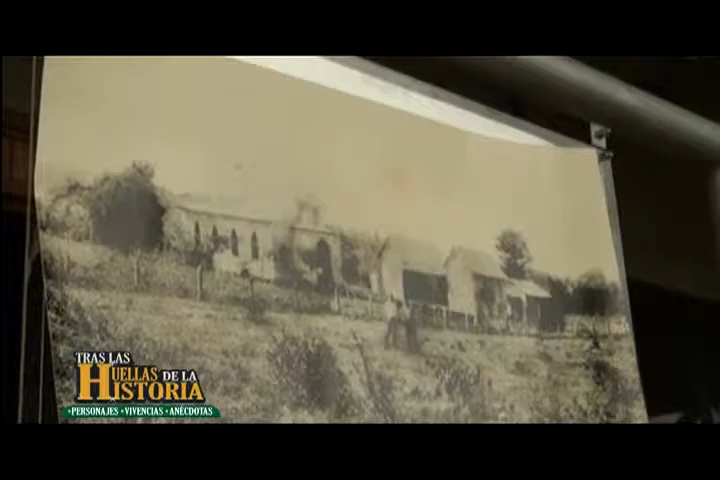 TRAS LAS
HUELLAS DE LA
HISTORIA
• PERSONAJES • VIVENCIAS • ANÉCDOTAS